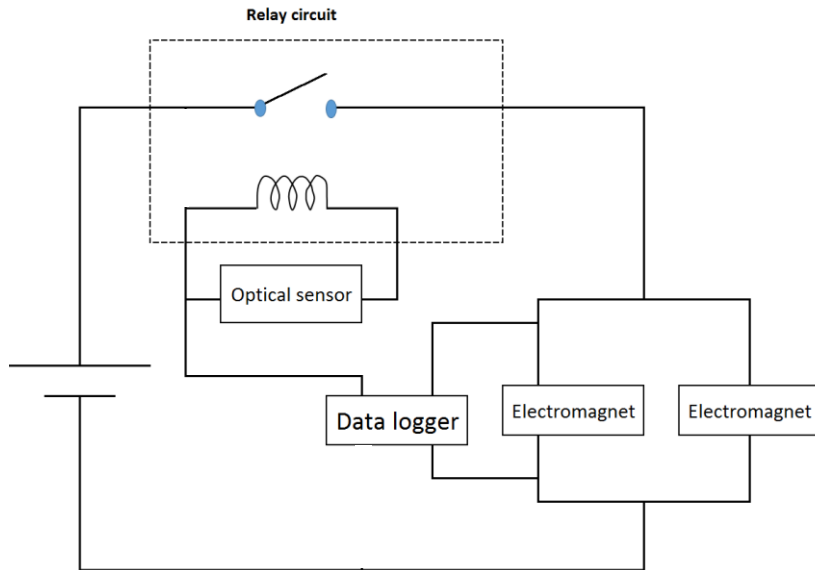 Relay circuit
Optical sensor
Data logger
Electromagnet
Electromagnet